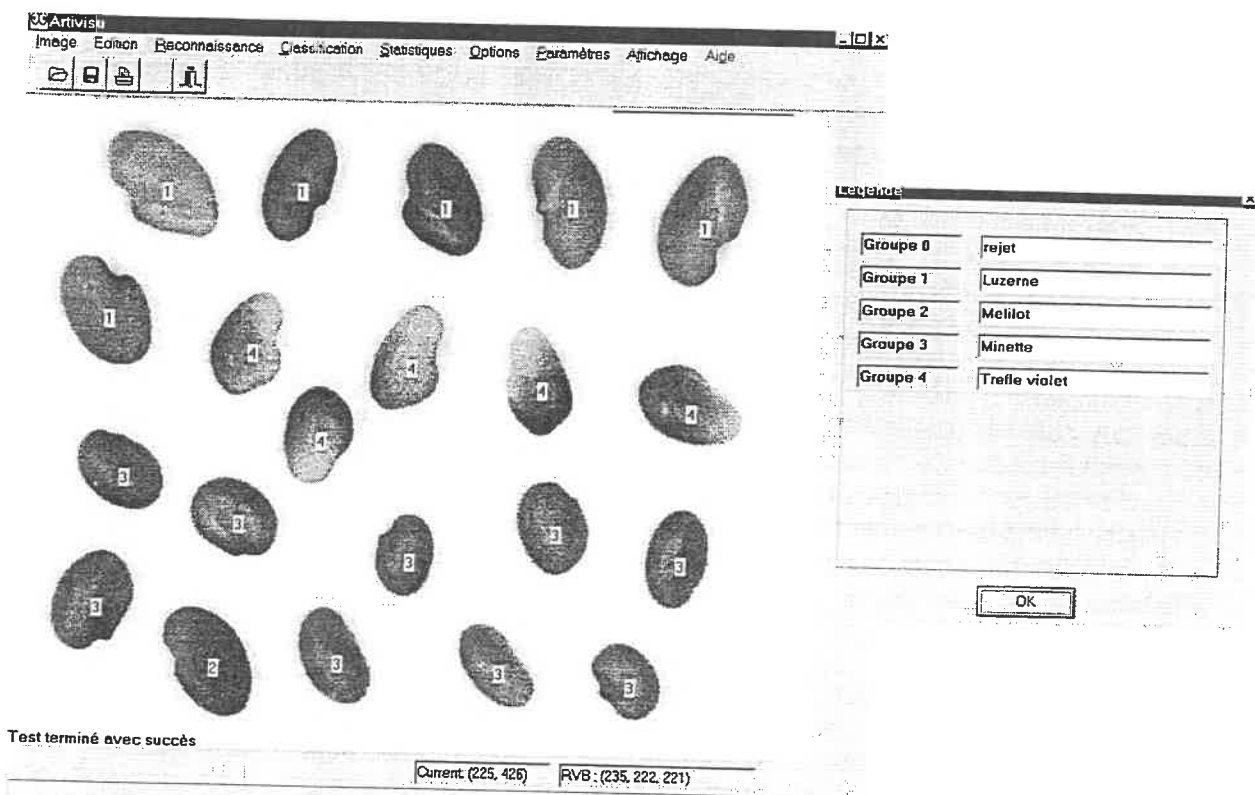 Artivisu
Image Edition Reconnaissance Classification Statistiques Options Paramètres Affichage Aide
1 1 1 1 1
1 4 4 4 4
4
3 3 3 3 3
3 2 3 3 3
Test terminé avec succès
Current: (225, 426) RVB : (235, 222, 221)
Légende
Groupe 0 rejet
Groupe 1 Luzerne
Groupe 2 Melilot
Groupe 3 Minette
Groupe 4 Trefle violet
OK